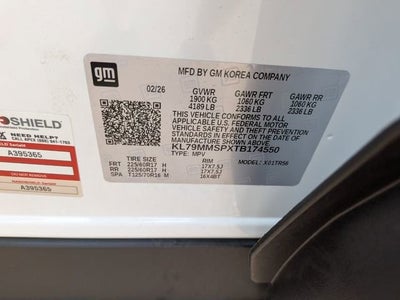 gm
MFD BY GM KOREA COMPANY
02/26
GVWR GAWR FRT GAWR RR
1900 KG 1060 KG 1060 KG
4189 LB 2336 LB 2336 LB
THIS VEHICLE CONFORMS TO ALL APPLICABLE
U.S. FEDERAL MOTOR
VEHICLE SAFETY AND THEFT PREVENTION
STANDARDS IN EFFECT ON THE DATE OF
MANUFACTURE SHOWN ABOVE.
KL79MMSPXTB174550
TYPE: MPV
TIRE SIZE RIM
FRT 225/60R17 H 17X7.5J
RR 225/60R17 H 17X7.5J
SPA T125/70R16 M 16X4BT
SHIELD
NEED HELP?
A395365
A395365